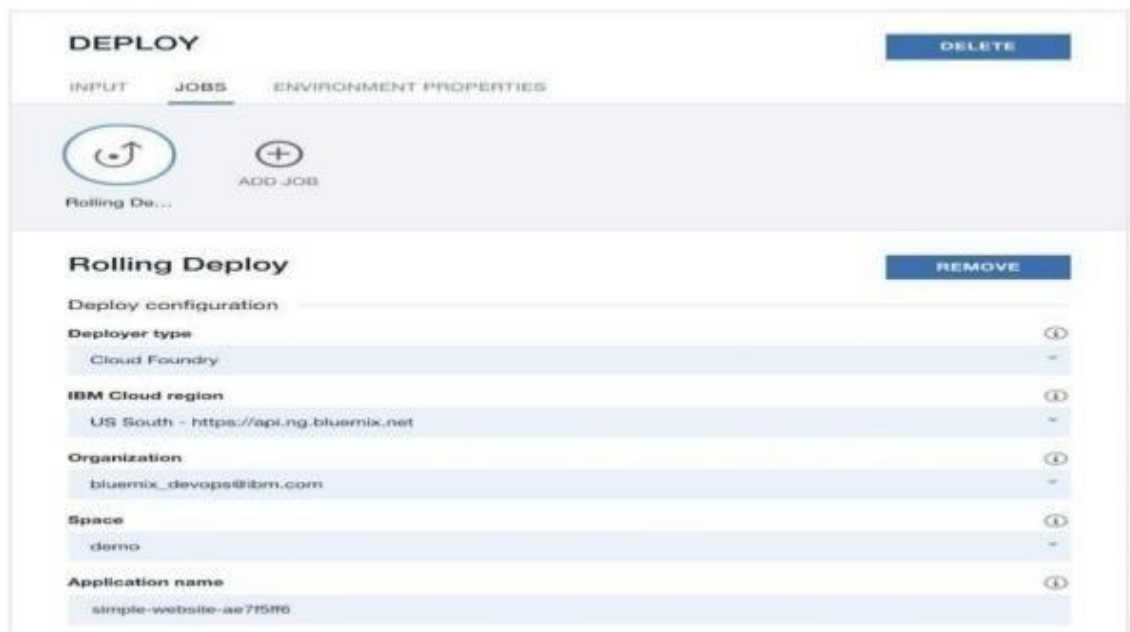 DEPLOY
DELETE
INPUT JOBS ENVIRONMENT PROPERTIES
ADD JOB
Rolling De...
Rolling Deploy
REMOVE
Deploy configuration
Deployer type
Cloud Foundry
IBM Cloud region
US South - https://api.ng.bluemix.net
Organization
bluemix_devops@ibm.com
Space
demo
Application name
simple-website-ae7f5ff6